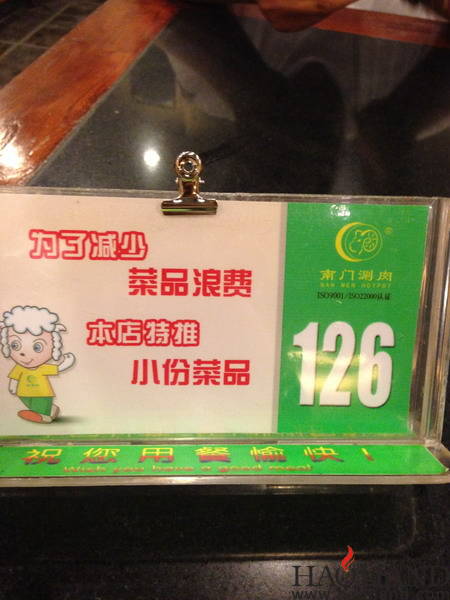 为了减少
菜品浪费
本店特推
小份菜品
®
南门涮肉
NAN MEN HOTPOT
ISO9001/ISO22000认证
126
祝您用餐愉快！
Wish you have a good meal